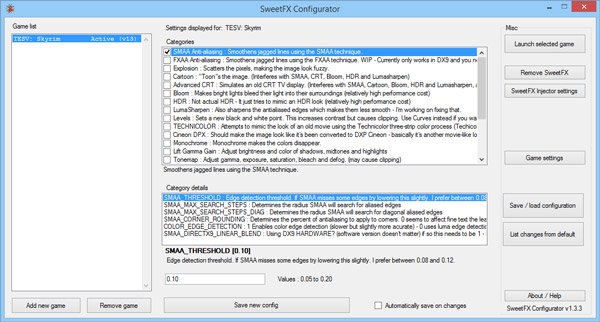 SweetFX Configurator
Game list
TESV: Skyrim Active (v13)
Add new game
Remove game
Settings displayed for: TESV: Skyrim
Categories
SMAA Anti-aliasing : Smoothens jagged lines using the SMAA technique.
FXAA Anti-aliasing : Smoothens jagged lines using the FXAA technique. WIP - Currently only works in DX9 and you n
Explosion : Scatters the pixels, making the image look fuzzy.
Cartoon : "Toon"s the image. (Interferes with SMAA, CRT, Bloom, HDR and Lumasharpen)
Advanced CRT : Simulates an old CRT TV display. (Interferes with SMAA, Cartoon, Bloom, HDR and Lumasharpen, a
Bloom : Makes bright lights bleed their light into their surroundings (relatively high performance cost)
HDR : Not actual HDR - It just tries to mimic an HDR look (relatively high performance cost)
LumaSharpen : Also sharpens the antialiased edges which makes them less smooth - I'm working on fixing that.
Levels : Sets a new black and white point. This increases contrast but causes clipping. Use Curves instead if you wa
TECHNICOLOR : Attempts to mimic the look of an old movie using the Technicolor three-strip color process (Technicol
Cineon DPX : Should make the image look like it's been converted to DXP Cineon - basically it's another movie-like lo
Monochrome : Monochrome makes the colors disappear.
Lift Gamma Gain : Adjust brightness and color of shadows, midtones and highlights
Tonemap : Adjust gamma, exposure, saturation, bleach and defog. (may cause clipping)
Smoothens jagged lines using the SMAA technique.
Category details
SMAA_THRESHOLD : Edge detection threshold. If SMAA misses some edges try lowering this slightly. I prefer between 0.08
SMAA_MAX_SEARCH_STEPS : Determines the radius SMAA will search for aliased edges
SMAA_MAX_SEARCH_STEPS_DIAG : Determines the radius SMAA will search for diagonal aliased edges
SMAA_CORNER_ROUNDING : Determines the percent of antialiasing to apply to corners. 0 seems to affect fine text the lea
COLOR_EDGE_DETECTION : 1 Enables color edge detection (slower but slightly more acurate) - 0 uses luma edge detectio
SMAA_DIRECTX9_LINEAR_BLEND : Using DX9 HARDWARE? (software version doesn't matter) if so this needs to be 1 -
SMAA_THRESHOLD [0.10]
Edge detection threshold. If SMAA misses some edges try lowering this slightly. I prefer between 0.08 and 0.12.
0.10
Values : 0.05 to 0.20
Save new config
Automatically save on changes
Misc
Launch selected game
Remove SweetFX
SweetFX Injector settings
Game settings
Save / load configuration
List changes from default
About / Help
SweetFX Configurator v1.3.3